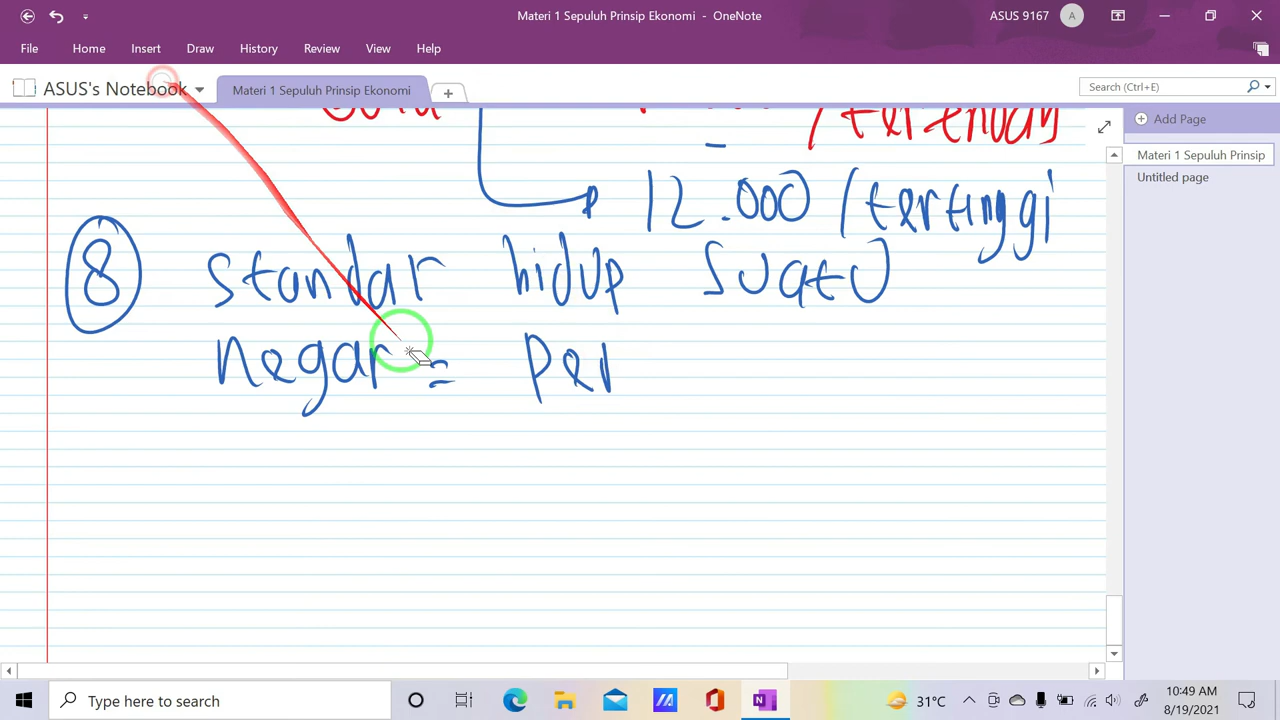 Materi 1 Sepuluh Prinsip Ekonomi - OneNote
ASUS 9167
A
File Home Insert Draw History Review View Help
ASUS's Notebook
Materi 1 Sepuluh Prinsip Ekonomi
Search (Ctrl+E)
Add Page
Materi 1 Sepuluh Prinsip
Untitled page
12.000 / tertinggi
8 standar hidup suatu
negar = per
Type here to search
31°C
10:49 AM
8/19/2021